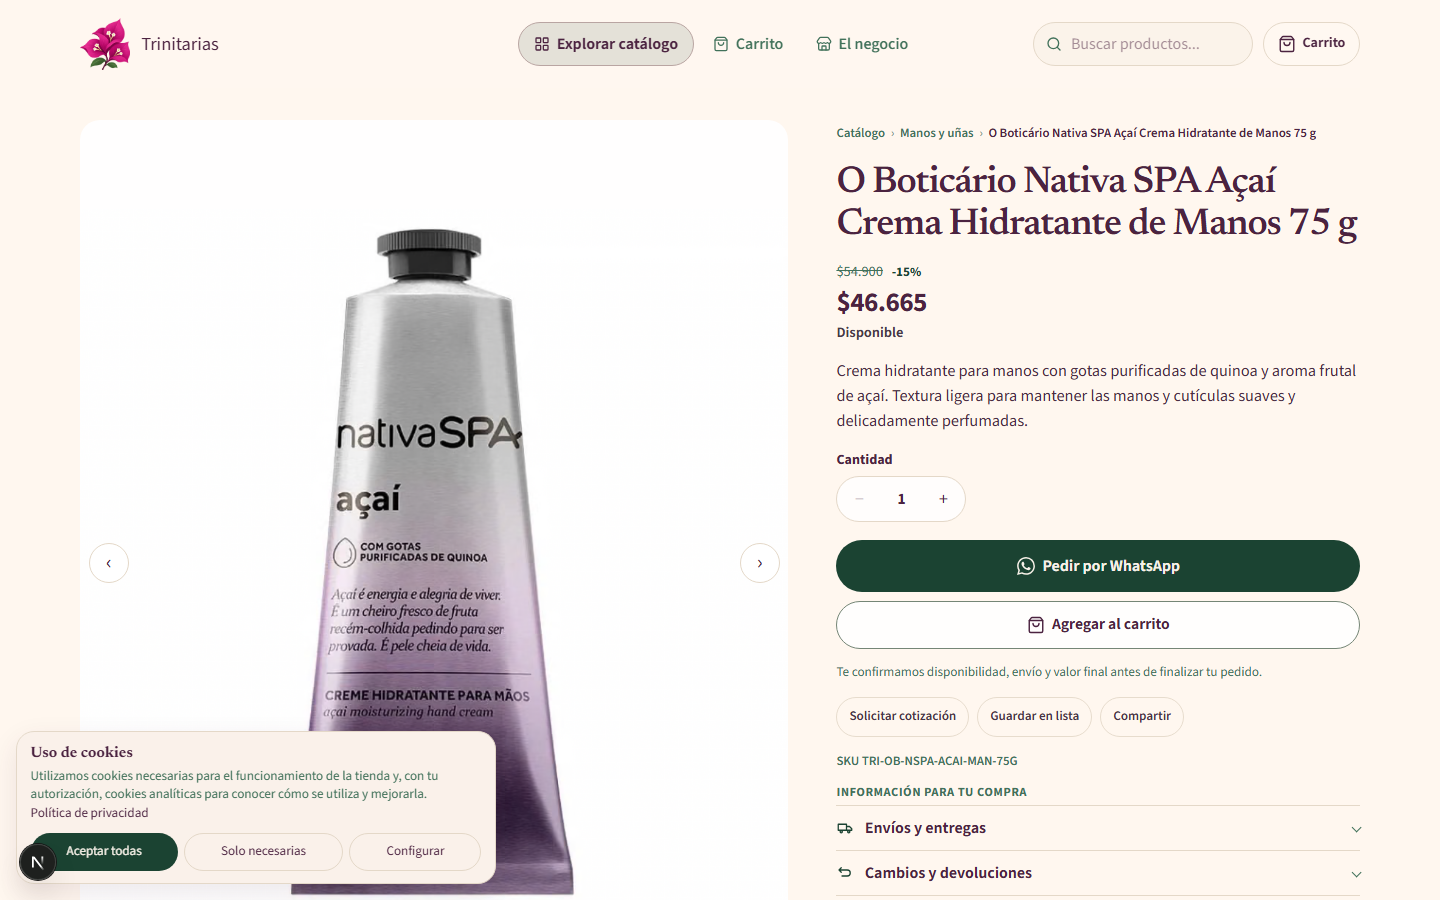 Trinitarias
Explorar catálogo
Carrito
El negocio
Buscar productos...
Carrito
Catálogo › Manos y uñas › O Boticário Nativa SPA Açaí Crema Hidratante de Manos 75 g
O Boticário Nativa SPA Açaí
Crema Hidratante de Manos 75 g
$54.900 -15%
$46.665
Disponible
Crema hidratante para manos con gotas purificadas de quinoa y aroma frutal
de açaí. Textura ligera para mantener las manos y cutículas suaves y
delicadamente perfumadas.
Cantidad
− 1 +
Pedir por WhatsApp
Agregar al carrito
Te confirmamos disponibilidad, envío y valor final antes de finalizar tu pedido.
Solicitar cotización
Guardar en lista
Compartir
SKU TRI-OB-NSPA-ACAI-MAN-75G
INFORMACIÓN PARA TU COMPRA
Envíos y entregas
Cambios y devoluciones
nativaSPA
açaí
COM GOTAS
PURIFICADAS DE QUINOA
Açaí é energia e alegria de viver.
É um cheiro fresco de fruta
recém-colhida pedindo para ser
provada. É pele cheia de vida.
CREME HIDRATANTE PARA MÃOS
açai moisturizing hand cream
‹
›
Uso de cookies
Utilizamos cookies necesarias para el funcionamiento de la tienda y, con tu
autorización, cookies analíticas para conocer cómo se utiliza y mejorarla.
Política de privacidad
Aceptar todas
Solo necesarias
Configurar
N